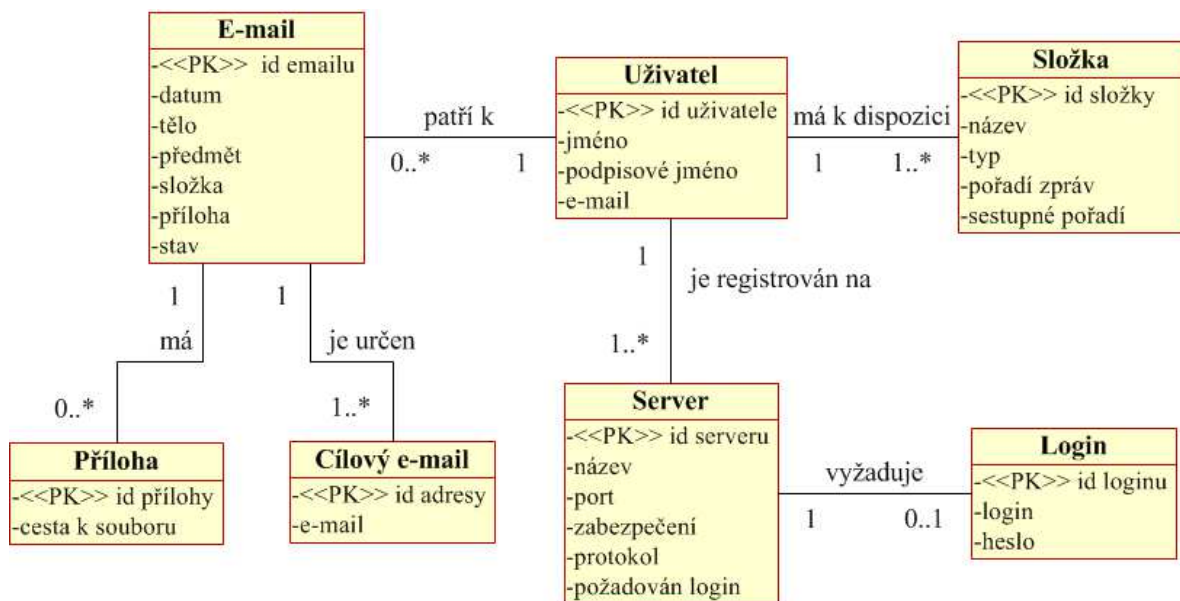 E-mail
-<<PK>> id emailu
-datum
-tělo
-předmět
-složka
-příloha
-stav
patří k
0..*
1
Uživatel
-<<PK>> id uživatele
-jméno
-podpisové jméno
-e-mail
má k dispozici
1
1..*
Složka
-<<PK>> id složky
-název
-typ
-pořadí zpráv
-sestupné pořadí
1
má
0..*
1
je určen
1..*
1
je registrován na
1..*
Příloha
-<<PK>> id přílohy
-cesta k souboru
Cílový e-mail
-<<PK>> id adresy
-e-mail
Server
-<<PK>> id serveru
-název
-port
-zabezpečení
-protokol
-požadován login
vyžaduje
1
0..1
Login
-<<PK>> id loginu
-login
-heslo